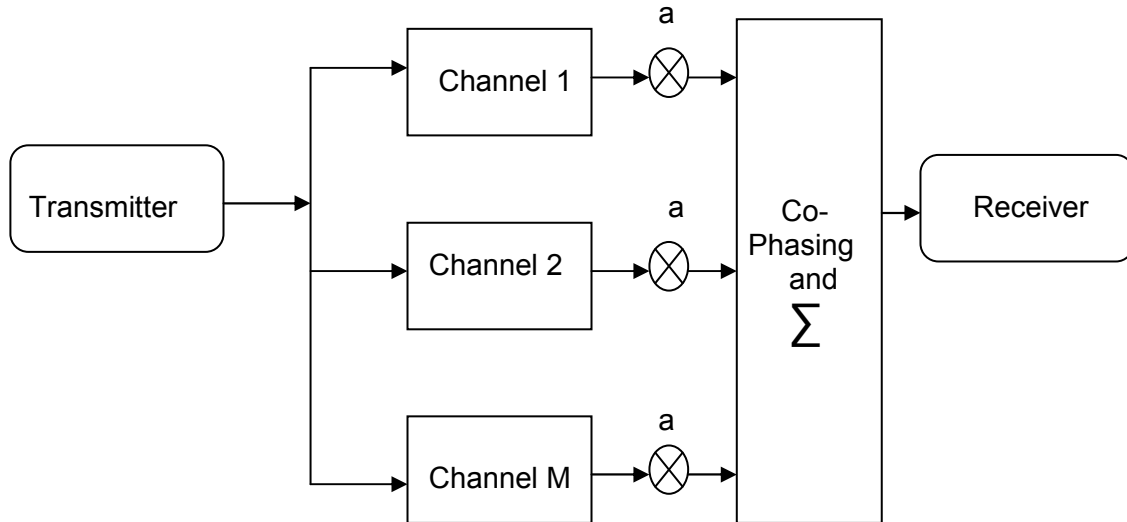 a
Channel 1
Transmitter
a
Channel 2
Co-
Phasing
and
∑
Receiver
a
Channel M